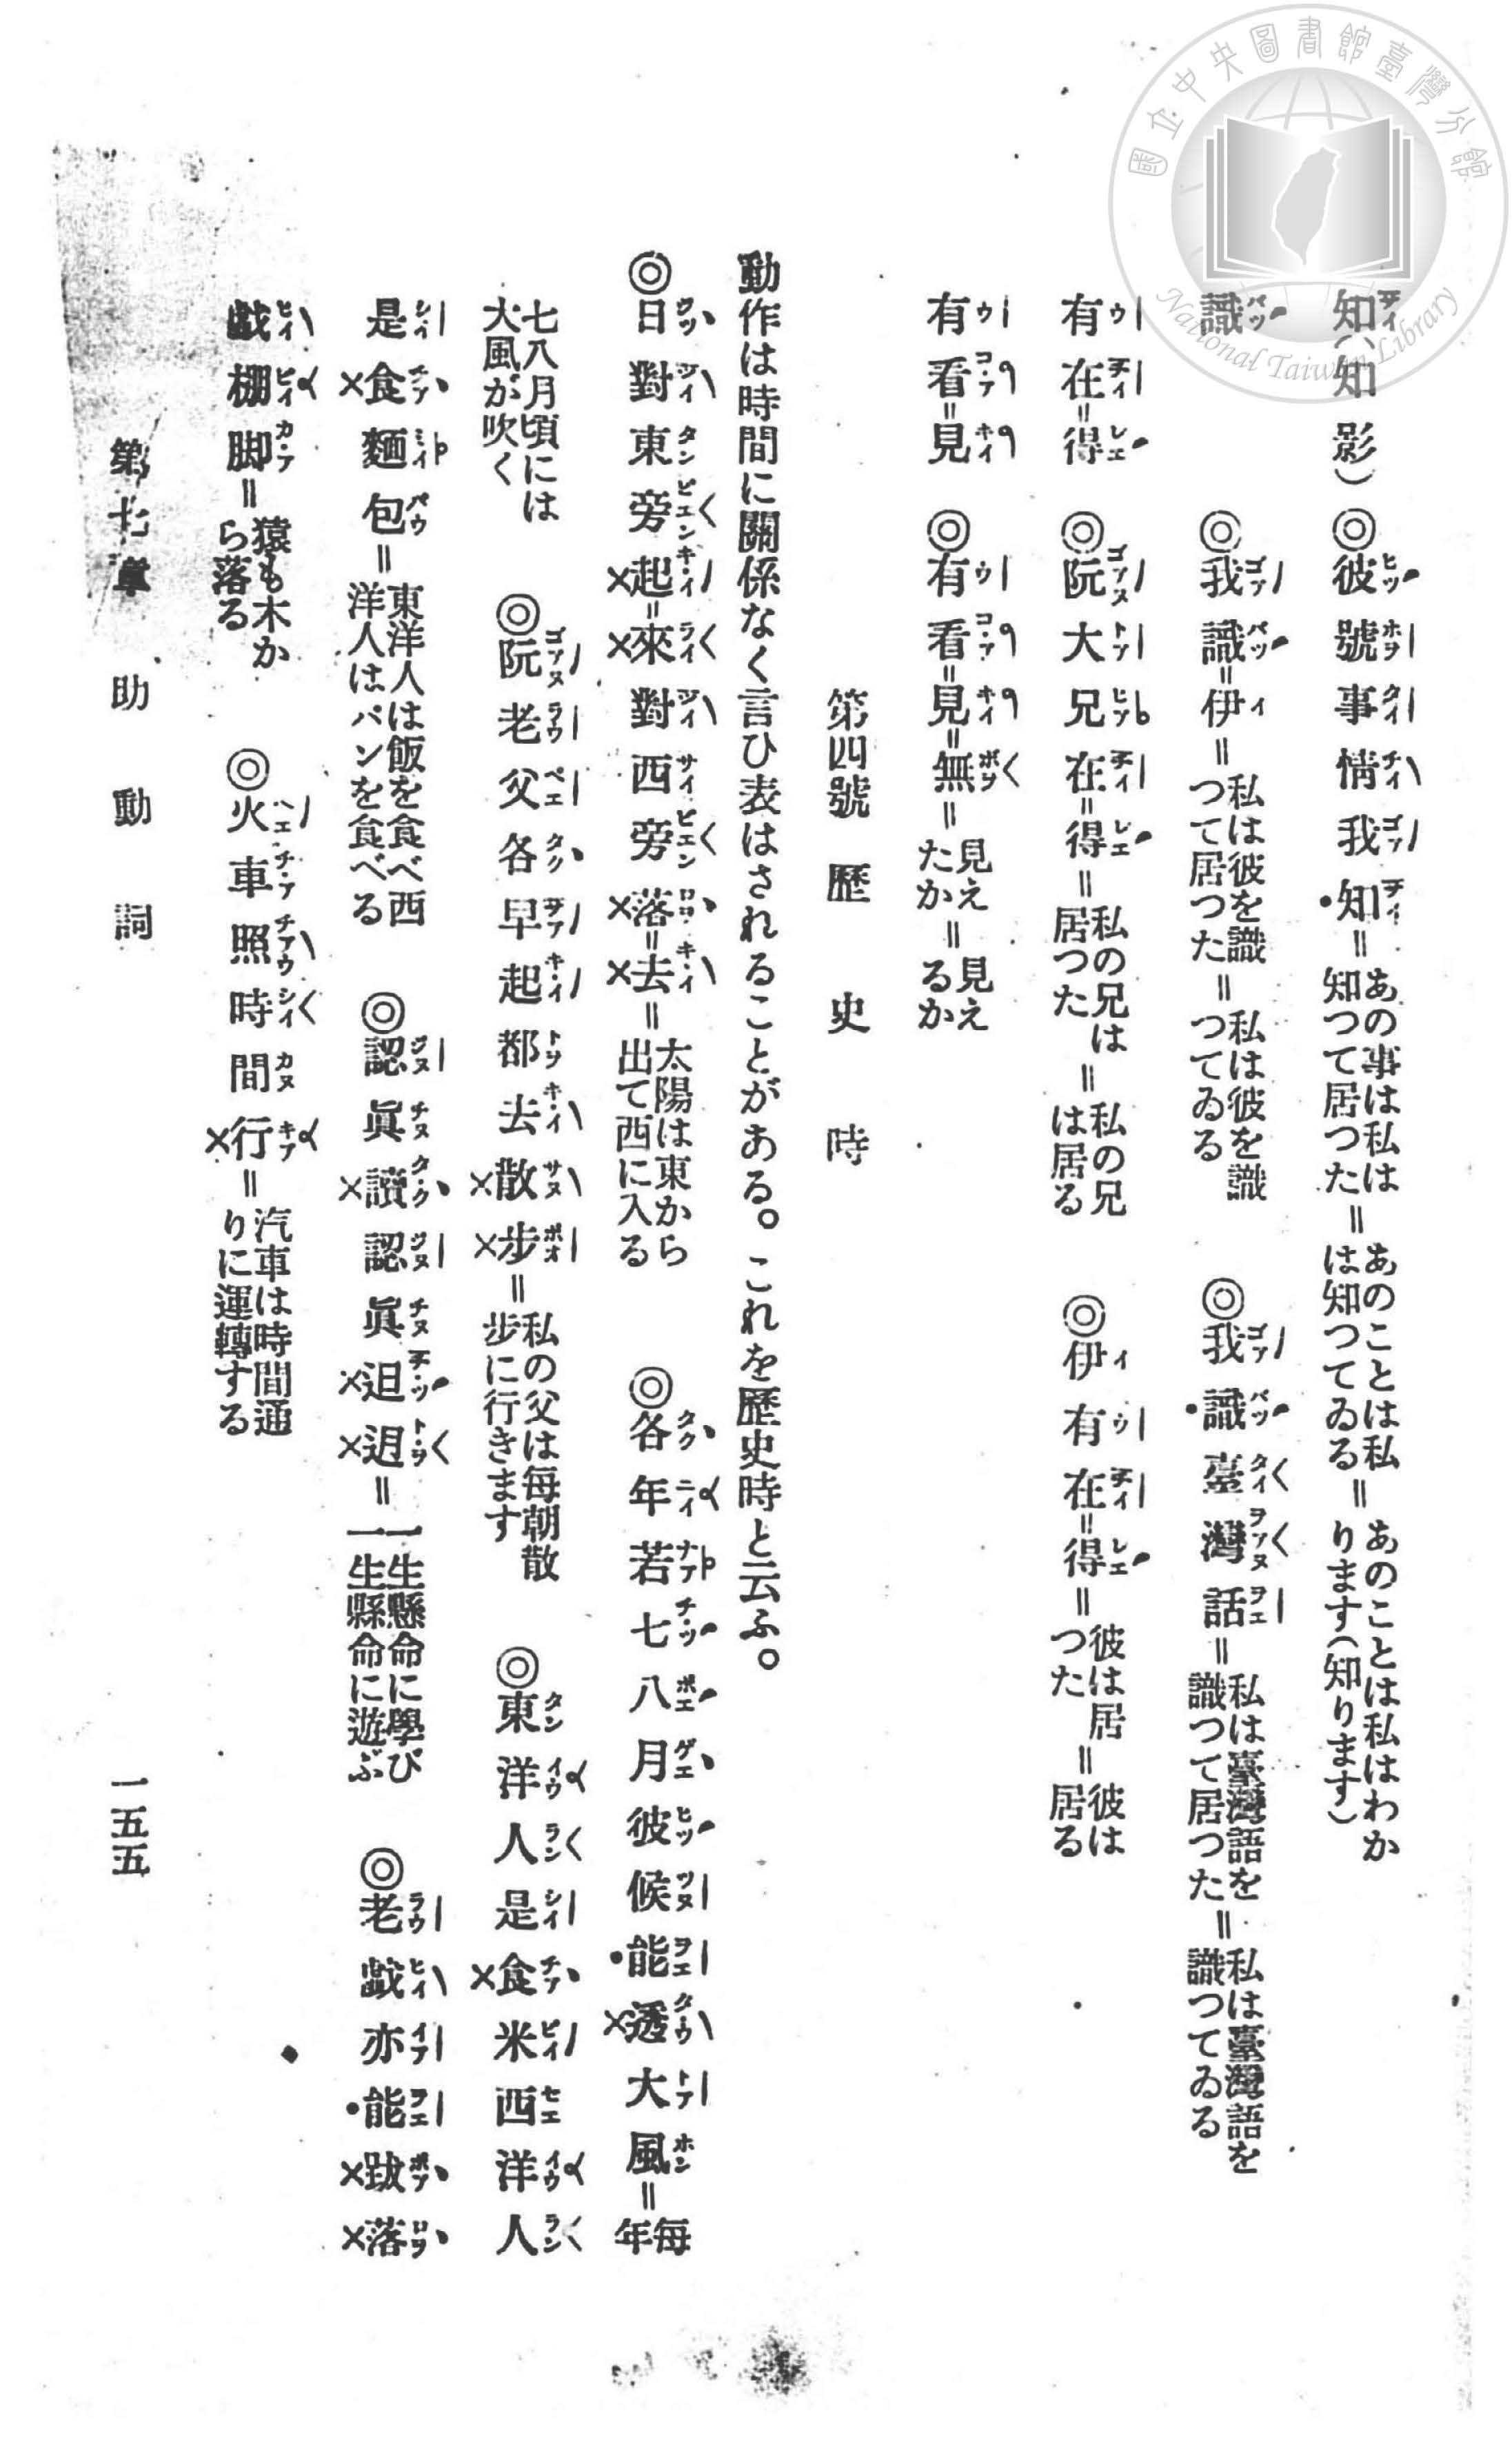 國立中央圖書館臺灣分館
National Taiwan Library
知(、知影)◎彼號事情我知=あの事は私は知つて居つた=あのことは私は知つてゐる=あのことは私はわかります(知ります)
識 ◎我識=伊=私は彼を識つて居つた=私は彼を識つてゐる ◎我識臺灣話=私は臺灣語を識つて居つた=私は臺灣語を識つてゐる
有在=得 ◎阮大兄在=得=私の兄は居つた=私の兄は居る ◎伊有在=得=彼は居つた=彼は居る
有看=見 ◎有看=見=無=見えたか=見えるか
第四號 歷史時
動作は時間に關係なく言ひ表はされることがある。これを歷史時と云ふ。
◎日對東旁×起=×來對西旁×落=×去=太陽は東から出て西に入る ◎各年若七八月彼候能×透大風=每年
七八月頃には大風が吹く ◎阮老父各早起都去×散×步=私の父は每朝散步に行きます ◎東洋人是×食米西洋人
是×食麵包=東洋人は飯を食べ西洋人はパンを食べる ◎認眞×讀認眞×𨑨×迌=一生懸命に學び一生縣命に遊ぶ ◎老戲亦能×跋×落
戲棚脚=猿も木から落る ◎火車照時間×行=汽車は時間通りに運轉する
第七章 助動詞 一五五